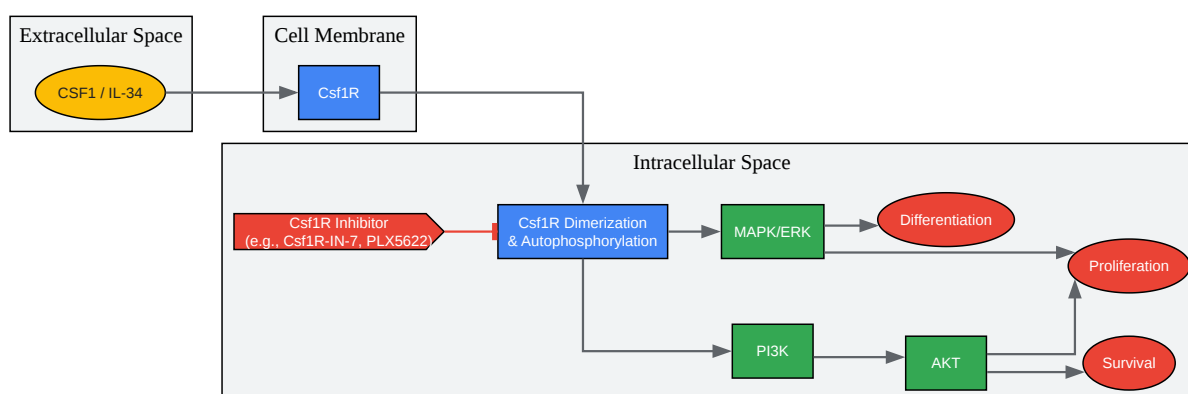 Extracellular Space
CSF1 / IL-34
Cell Membrane
Csf1R
Intracellular Space
Csf1R Inhibitor
(e.g., Csf1R-IN-7, PLX5622)
Csf1R Dimerization
& Autophosphorylation
MAPK/ERK
Differentiation
Proliferation
PI3K
AKT
Survival